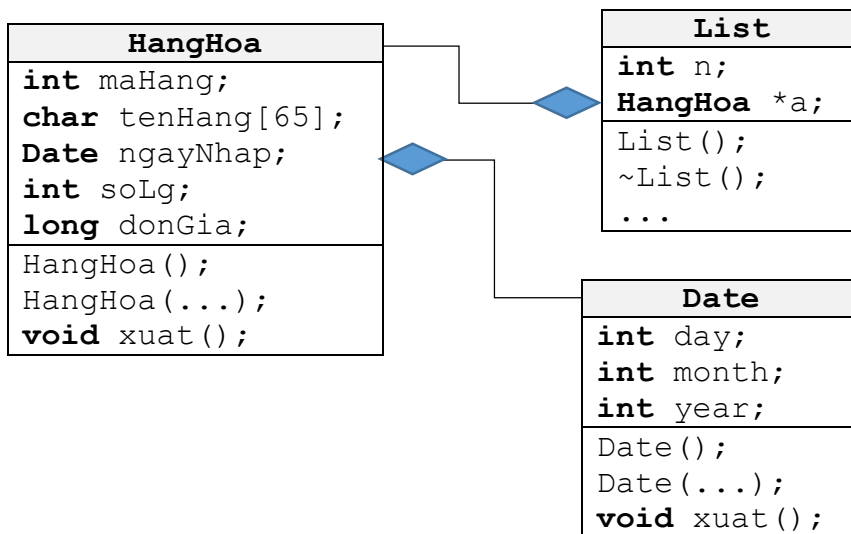 HangHoa
int maHang;
char tenHang[65];
Date ngayNhap;
int soLg;
long donGia;
HangHoa();
HangHoa(...);
void xuat();
List
int n;
HangHoa *a;
List();
~List();
...
Date
int day;
int month;
int year;
Date();
Date(...);
void xuat();